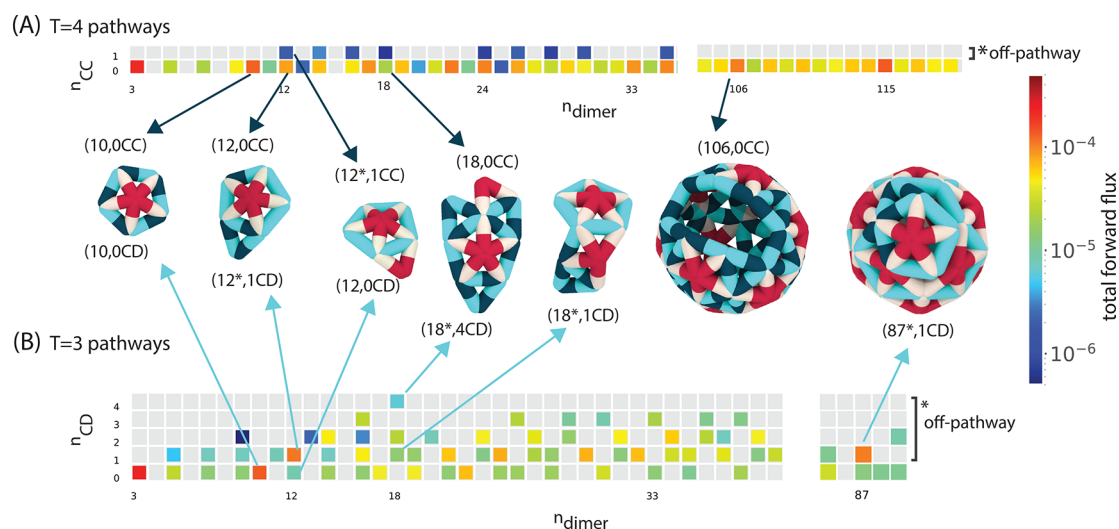 (A) T=4 pathways
n_CC
1
0
3 12 18 24 33 106 115
n_dimer
* off-pathway
(10,0CC) (12,0CC) (12*,1CC) (18,0CC) (106,0CC)
(10,0CD) (12*,1CD) (12,0CD) (18*,4CD) (18*,1CD) (87*,1CD)
10⁻⁴
10⁻⁵
10⁻⁶
total forward flux
(B) T=3 pathways
n_CD
4
3
2
1
0
3 12 18 33 87
n_dimer
*
off-pathway